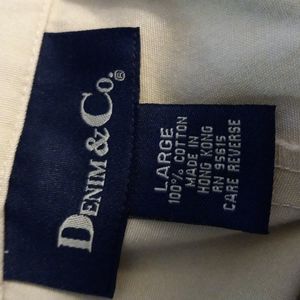 DENIM & Co.®
LARGE
100% COTTON
MADE IN
HONG KONG
RN 95615
CARE REVERSE